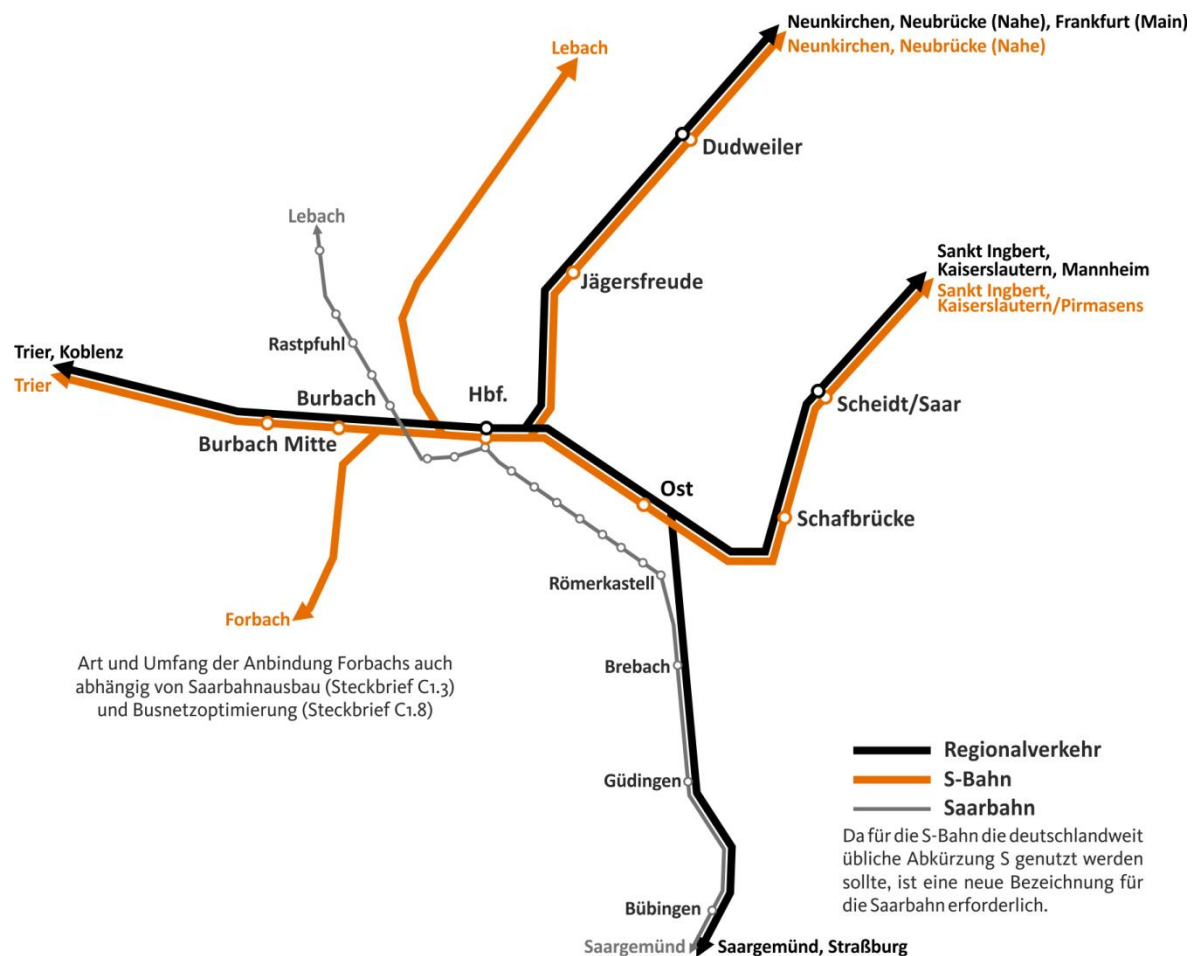 Neunkirchen, Neubrücke (Nahe), Frankfurt (Main)
Neunkirchen, Neubrücke (Nahe)
Lebach
Dudweiler
Lebach
Sankt Ingbert,
Kaiserslautern, Mannheim
Sankt Ingbert,
Kaiserslautern/Pirmasens
Jägersfreude
Rastpfuhl
Trier, Koblenz
Trier
Burbach
Hbf.
Scheidt/Saar
Burbach Mitte
Ost
Schafbrücke
Römerkastell
Forbach
Art und Umfang der Anbindung Forbachs auch
abhängig von Saarbahnausbau (Steckbrief C1.3)
und Busnetzoptimierung (Steckbrief C1.8)
Brebach
Güdingen
Bübingen
Saargemünd
Saargemünd, Straßburg
Regionalverkehr
S-Bahn
Saarbahn
Da für die S-Bahn die deutschlandweit
übliche Abkürzung S genutzt werden
sollte, ist eine neue Bezeichnung für
die Saarbahn erforderlich.